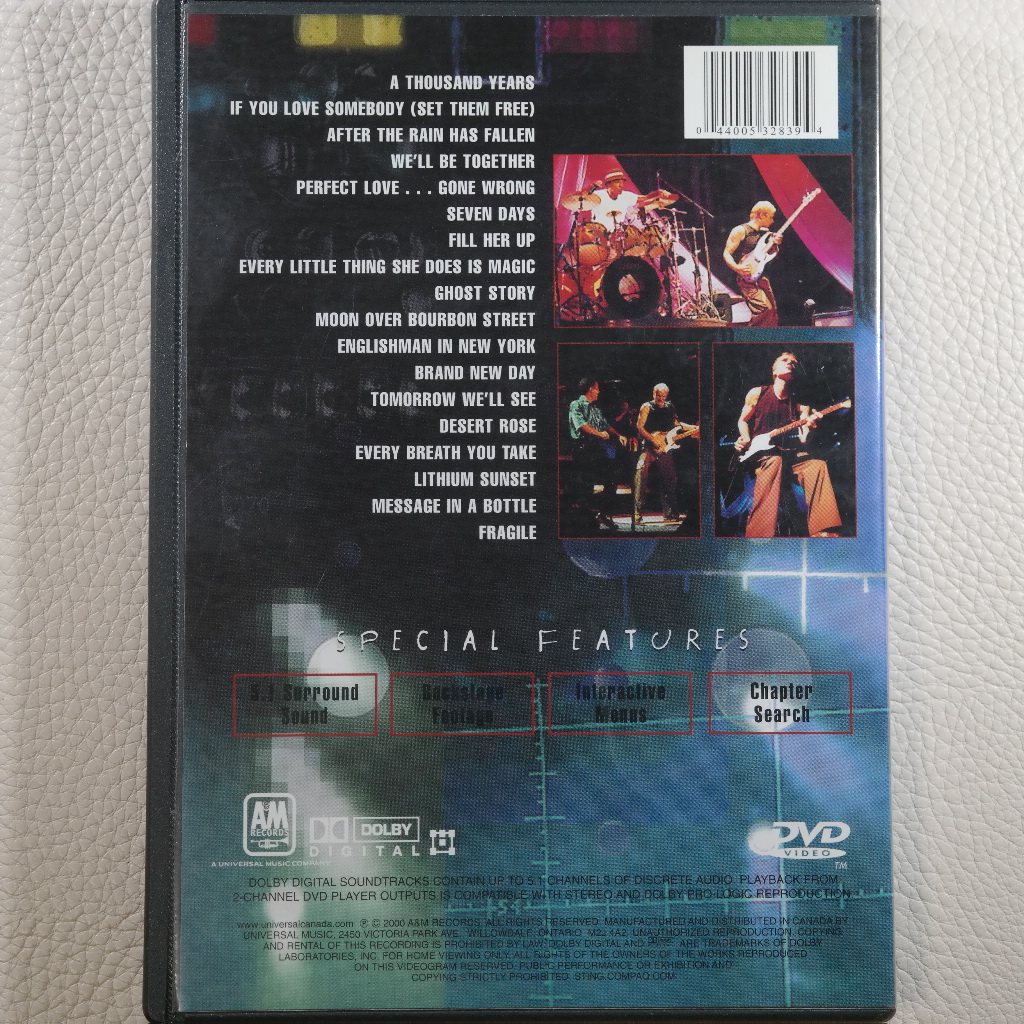 A THOUSAND YEARS
IF YOU LOVE SOMEBODY (SET THEM FREE)
AFTER THE RAIN HAS FALLEN
WE'LL BE TOGETHER
PERFECT LOVE . . . GONE WRONG
SEVEN DAYS
FILL HER UP
EVERY LITTLE THING SHE DOES IS MAGIC
GHOST STORY
MOON OVER BOURBON STREET
ENGLISHMAN IN NEW YORK
BRAND NEW DAY
TOMORROW WE'LL SEE
DESERT ROSE
EVERY BREATH YOU TAKE
LITHIUM SUNSET
MESSAGE IN A BOTTLE
FRAGILE
0 44005 32839 4
SPECIAL FEATURES
5.1 Surround
Sound
Backstage
Footage
Interactive
Menus
Chapter
Search
A&M
RECORDS
A UNIVERSAL MUSIC COMPANY
DOLBY
DIGITAL
DVD
VIDEO
TM
DOLBY DIGITAL SOUNDTRACKS CONTAIN UP TO 5.1 CHANNELS OF DISCRETE AUDIO. PLAYBACK FROM
2-CHANNEL DVD PLAYER OUTPUTS IS COMPATIBLE WITH STEREO AND DOLBY PRO-LOGIC REPRODUCTION
www.universalcanada.com ℗ © 2000 A&M RECORDS. ALL RIGHTS RESERVED. MANUFACTURED AND DISTRIBUTED IN CANADA BY
UNIVERSAL MUSIC, 2450 VICTORIA PARK AVE., WILLOWDALE, ONTARIO M2J 4A2. UNAUTHORIZED REPRODUCTION, COPYING
AND RENTAL OF THIS RECORDING IS PROHIBITED BY LAW. DOLBY DIGITAL AND ARE TRADEMARKS OF DOLBY
LABORATORIES, INC. FOR HOME VIEWING ONLY. ALL RIGHTS OF THE OWNERS OF THE WORKS REPRODUCED
ON THIS VIDEOGRAM RESERVED. PUBLIC PERFORMANCE OR EXHIBITION AND
COPYING STRICTLY PROHIBITED. STING.COMPAQ.COM